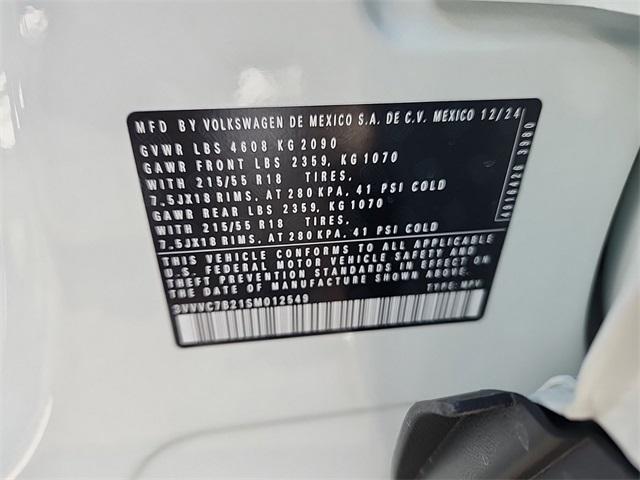 MFD BY VOLKSWAGEN DE MEXICO S.A. DE C.V. MEXICO 12/24
GVWR LBS 4608 KG 2090
GAWR FRONT LBS 2359, KG 1070
WITH 215/55 R18 TIRES.
7.5JX18 RIMS. AT 280 KPA, 41 PSI COLD
GAWR REAR LBS 2359, KG 1070
WITH 215/55 R18 TIRES.
7.5JX18 RIMS. AT 280 KPA, 41 PSI COLD
THIS VEHICLE CONFORMS TO ALL APPLICABLE
U.S. FEDERAL MOTOR VEHICLE SAFETY AND
THEFT PREVENTION STANDARDS IN EFFECT ON
THE DATE OF MANUFACTURE SHOWN ABOVE.
3VVVC7B21SM012549 TYPE: MPV